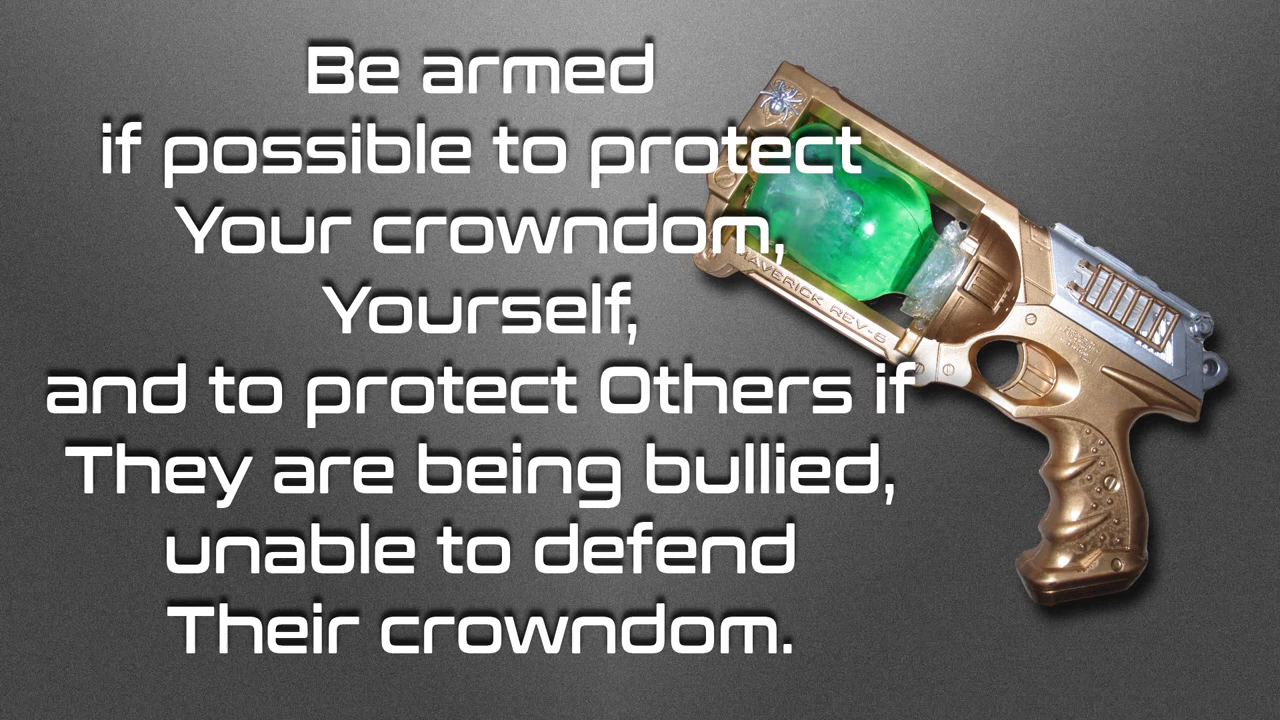 Be armed
if possible to protect
Your crowndom,
Yourself,
and to protect Others if
They are being bullied,
unable to defend
Their crowndom.
MAVERICK REV-6